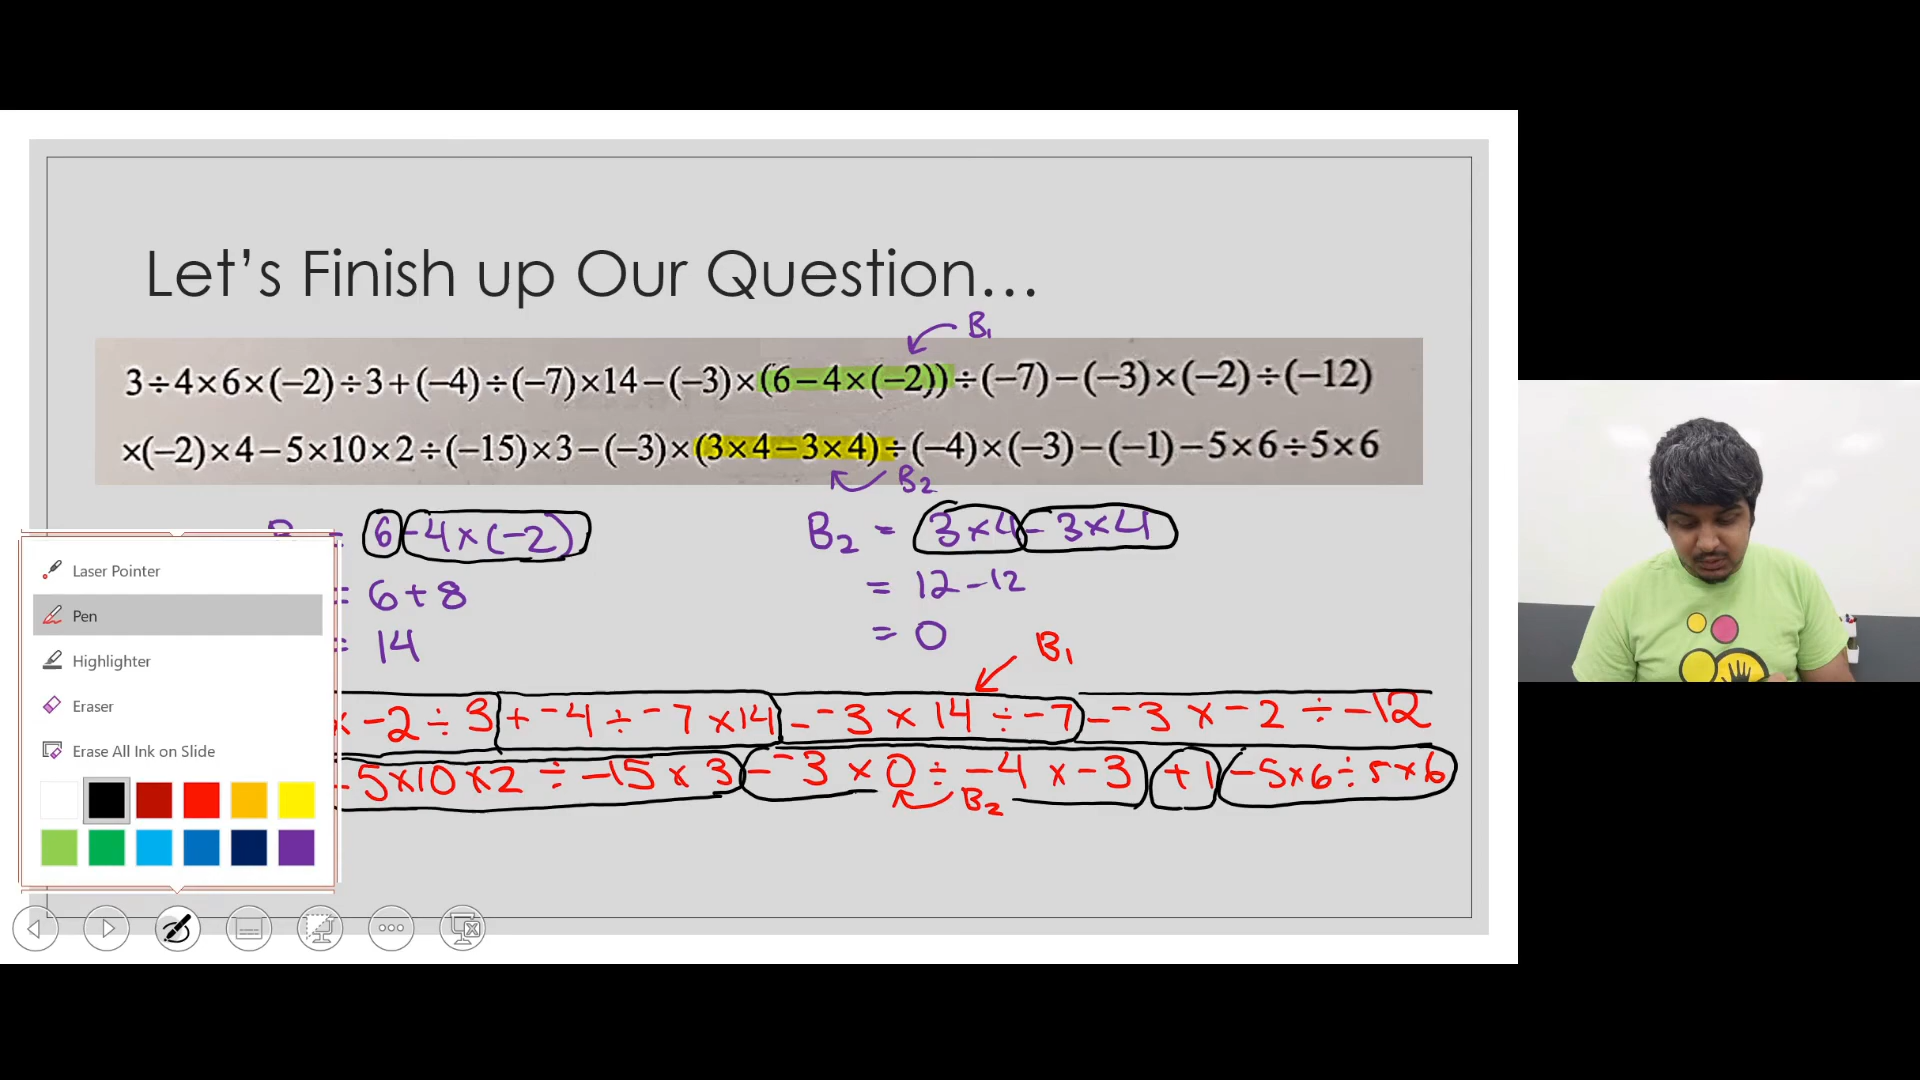 Let's Finish up Our Question...
B₁
3÷4×6×(−2)÷3+(−4)÷(−7)×14−(−3)×(6−4×(−2))÷(−7)−(−3)×(−2)÷(−12)
×(−2)×4−5×10×2÷(−15)×3−(−3)×(3×4−3×4)÷(−4)×(−3)−(−1)−5×6÷5×6
B₂
= 6 - 4 × (-2)
B₂ = 3×4 - 3×4
= 6+8
= 12-12
= 14
= 0
B₁
× -2 ÷ 3 + -4 ÷ -7 × 14 - -3 × 14 ÷ -7 - -3 × -2 ÷ -12
- 5×10×2 ÷ -15 × 3 - -3 × 0 ÷ -4 × -3 + 1 - 5×6÷5×6
B₂
Laser Pointer
Pen
Highlighter
Eraser
Erase All Ink on Slide